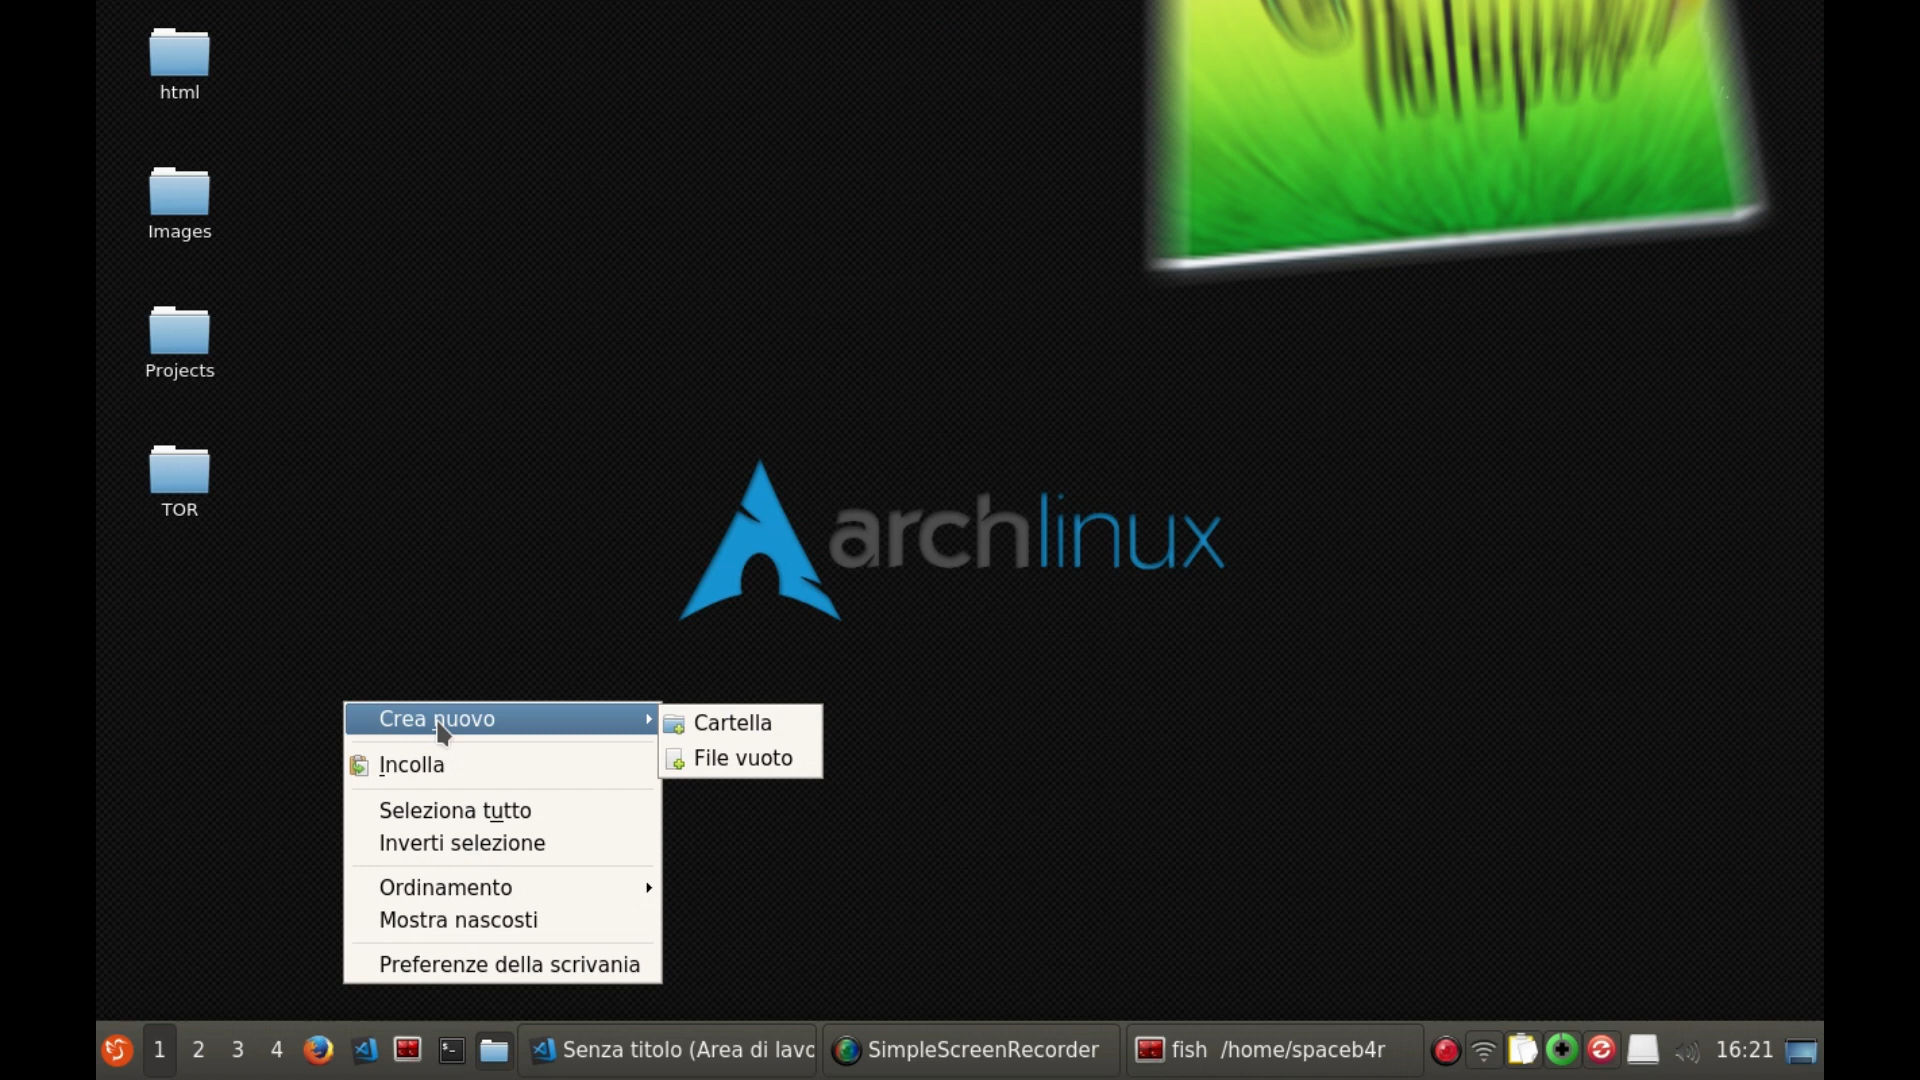 html
Images
Projects
TOR
archlinux
Crea nuovo
Cartella
File vuoto
Incolla
Seleziona tutto
Inverti selezione
Ordinamento
Mostra nascosti
Preferenze della scrivania
1 2 3 4 Senza titolo (Area di lavo SimpleScreenRecorder fish /home/spaceb4r 16:21